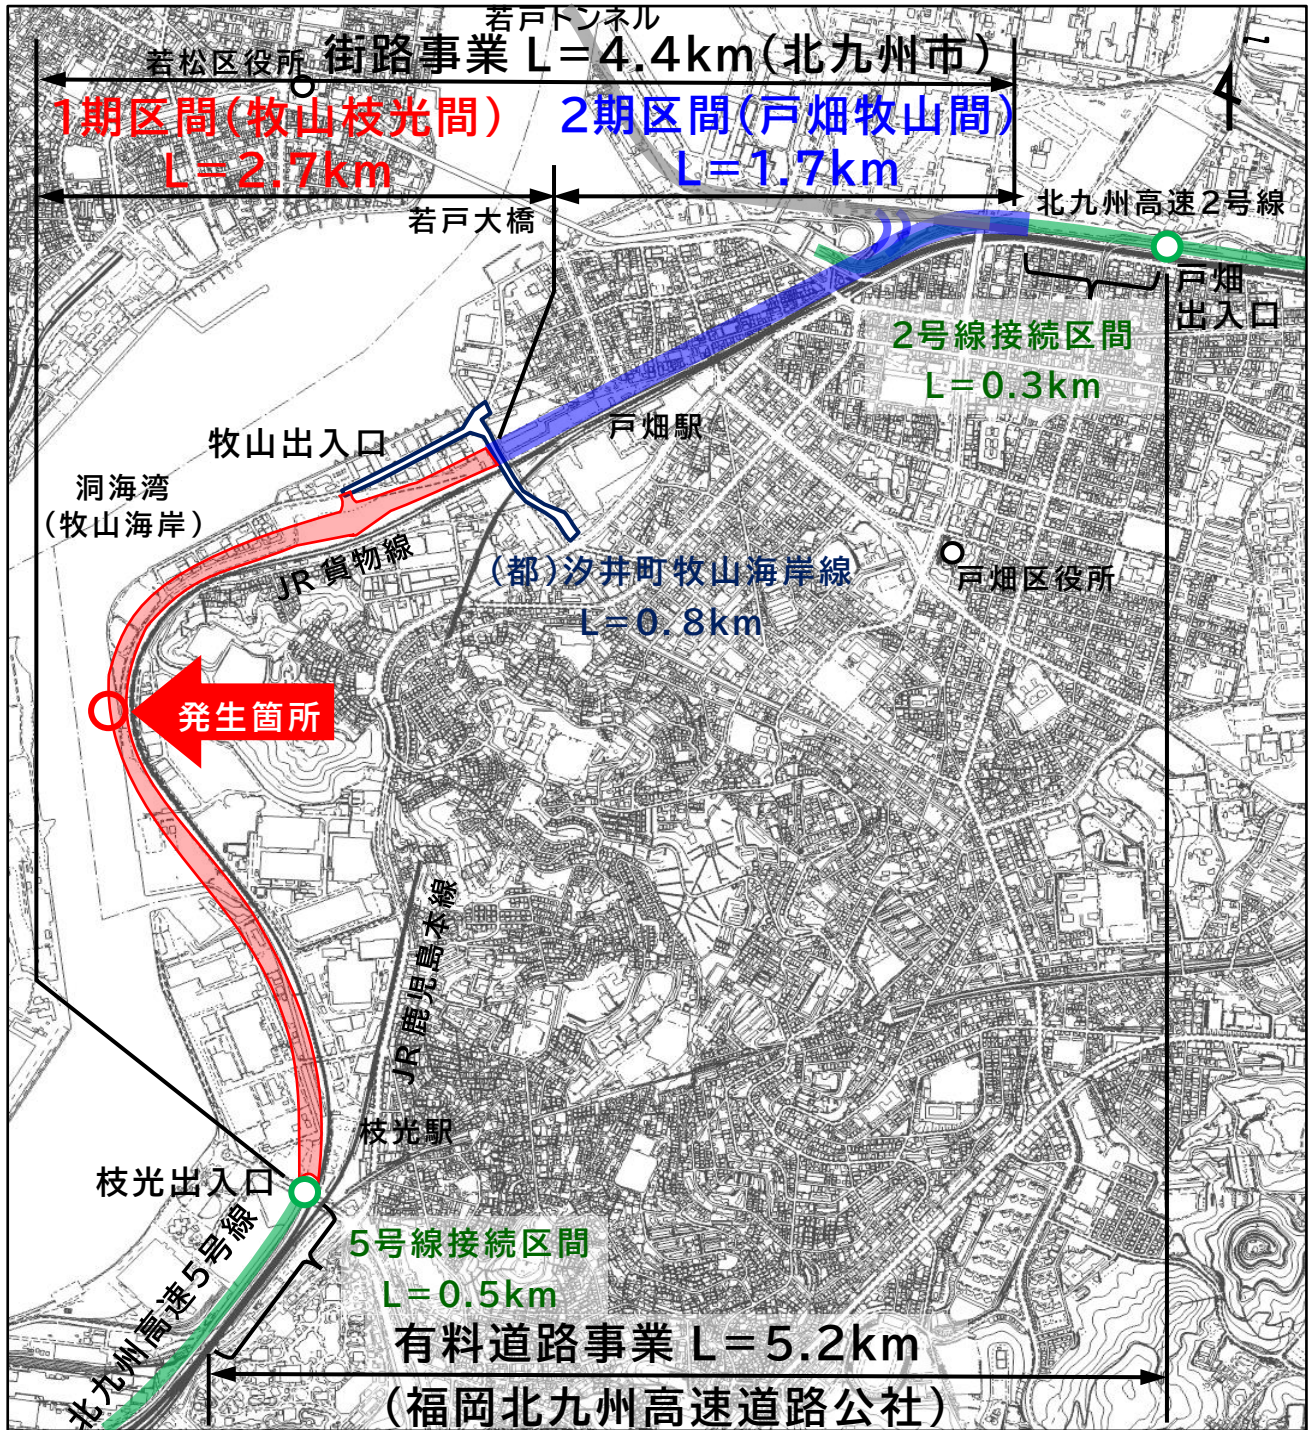 若戸トンネル
若松区役所
街路事業 L=4.4km(北九州市)
1期区間(牧山枝光間)
L=2.7km
2期区間(戸畑牧山間)
L=1.7km
若戸大橋
北九州高速2号線
戸畑
出入口
2号線接続区間
L=0.3km
戸畑駅
牧山出入口
洞海湾
(牧山海岸)
JR 貨物線
(都)汐井町牧山海岸線
L=0.8km
戸畑区役所
発生箇所
JR 鹿児島本線
枝光駅
枝光出入口
北九州高速5号線
5号線接続区間
L=0.5km
有料道路事業 L=5.2km
(福岡北九州高速道路公社)